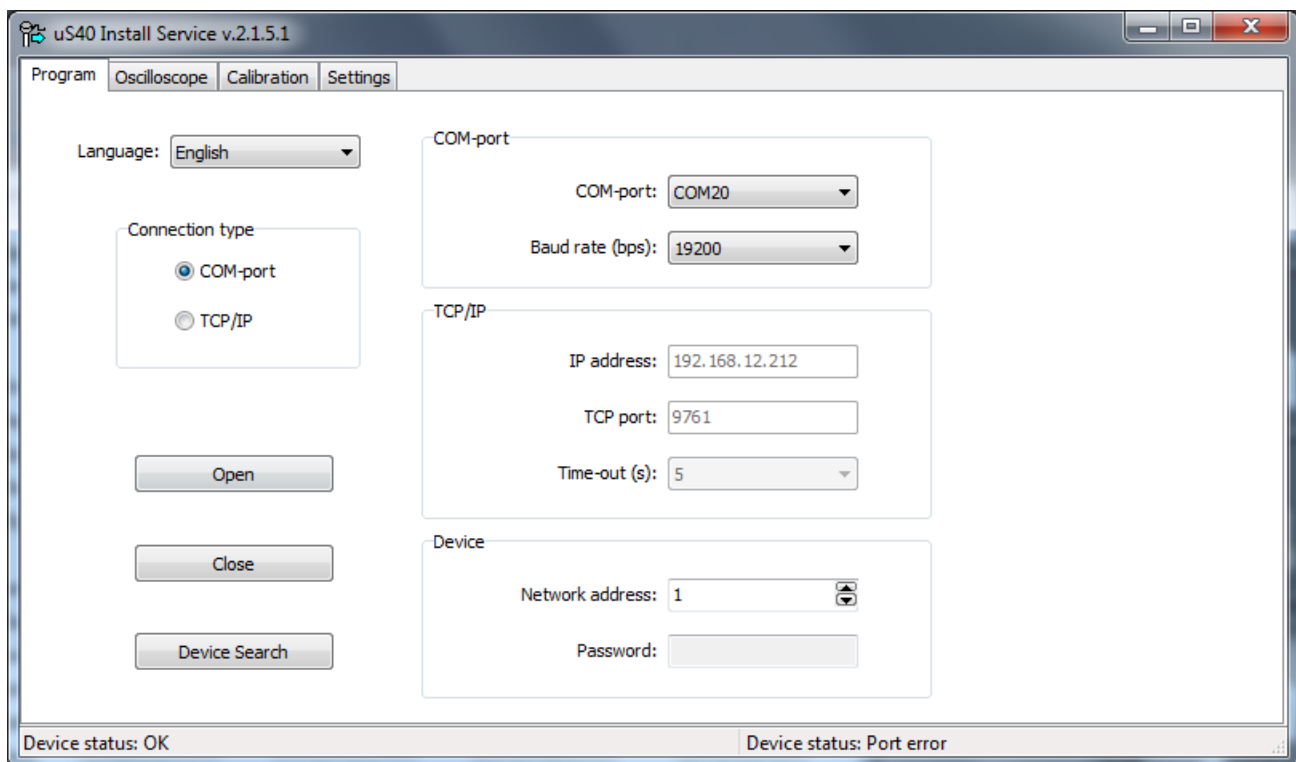 uS40 Install Service v.2.1.5.1
Program Oscilloscope Calibration Settings
Language: English
Connection type
COM-port
TCP/IP
Open
Close
Device Search
COM-port
COM-port: COM20
Baud rate (bps): 19200
TCP/IP
IP address: 192.168.12.212
TCP port: 9761
Time-out (s): 5
Device
Network address: 1
Password:
Device status: OK
Device status: Port error